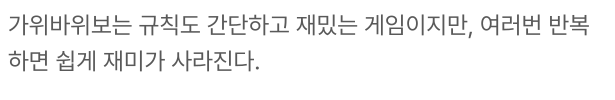 가위바위보는 규칙도 간단하고 재밌는 게임이지만, 여러번 반복
하면 쉽게 재미가 사라진다.